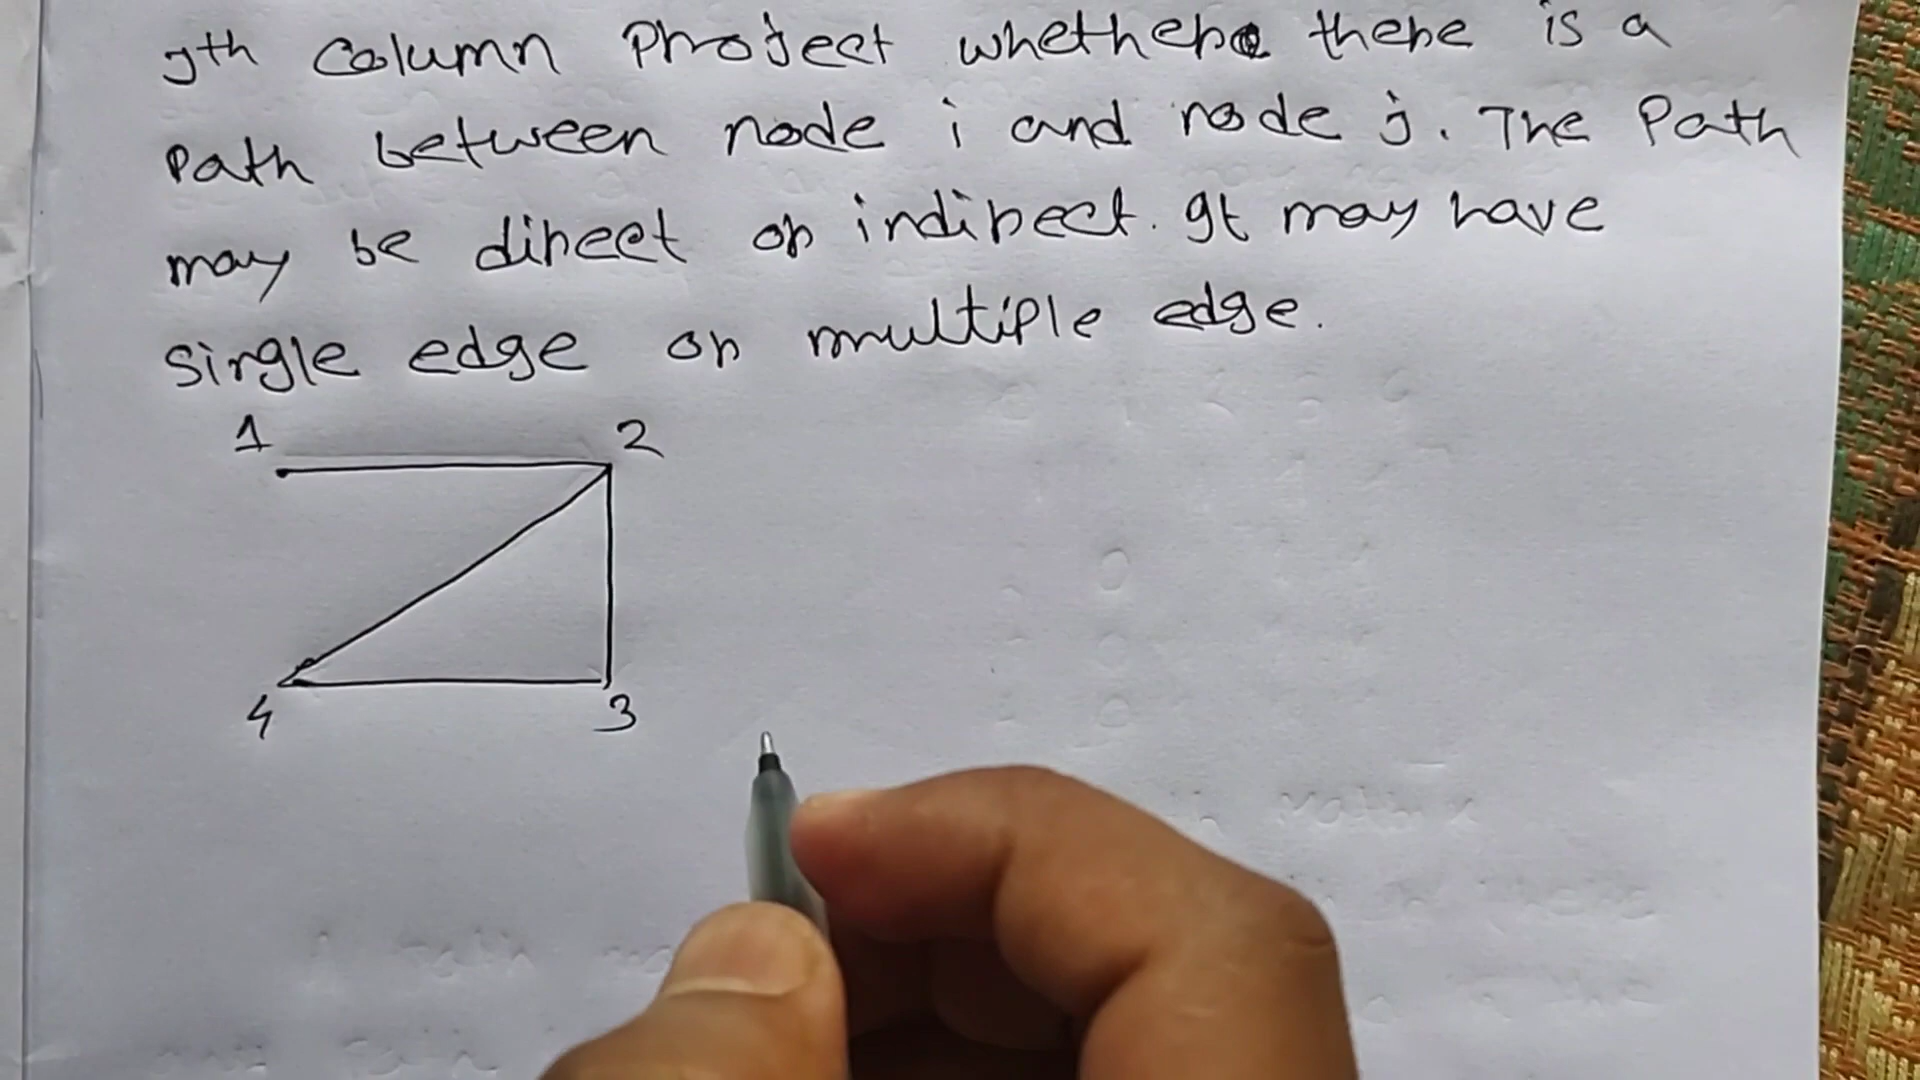 jth Column Project whether there is a
Path between node i and node j. The Path
may be direct or indirect. It may have
single edge or multiple edge.
1 2
4 3